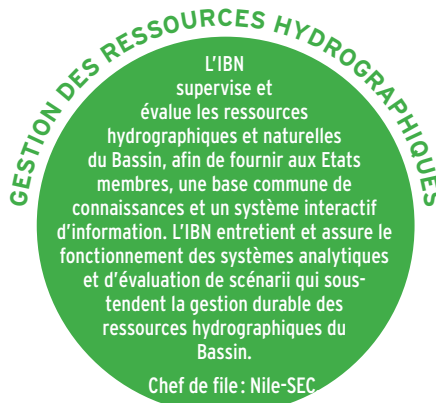 GESTION DES RESSOURCES HYDROGRAPHIQUES
L'IBN
supervise et
évalue les ressources
hydrographiques et naturelles
du Bassin, afin de fournir aux Etats
membres, une base commune de
connaissances et un système interactif
d'information. L'IBN entretient et assure le
fonctionnement des systèmes analytiques
et d'évaluation de scénarii qui sous-
tendent la gestion durable des
ressources hydrographiques du
Bassin.
Chef de file: Nile-SEC